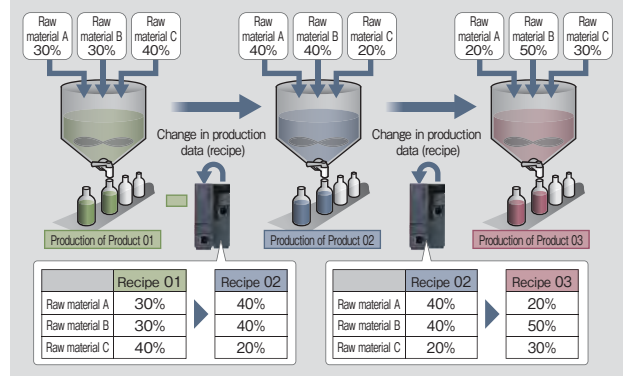 Raw
material A
30%
Raw
material B
30%
Raw
material C
40%
Raw
material A
40%
Raw
material B
40%
Raw
material C
20%
Raw
material A
20%
Raw
material B
50%
Raw
material C
30%
Change in production
data (recipe)
Change in production
data (recipe)
Production of Product 01
Production of Product 02
Production of Product 03
Recipe 01 Recipe 02
Raw material A 30% 40%
Raw material B 30% 40%
Raw material C 40% 20%
Recipe 02 Recipe 03
Raw material A 40% 20%
Raw material B 40% 50%
Raw material C 20% 30%